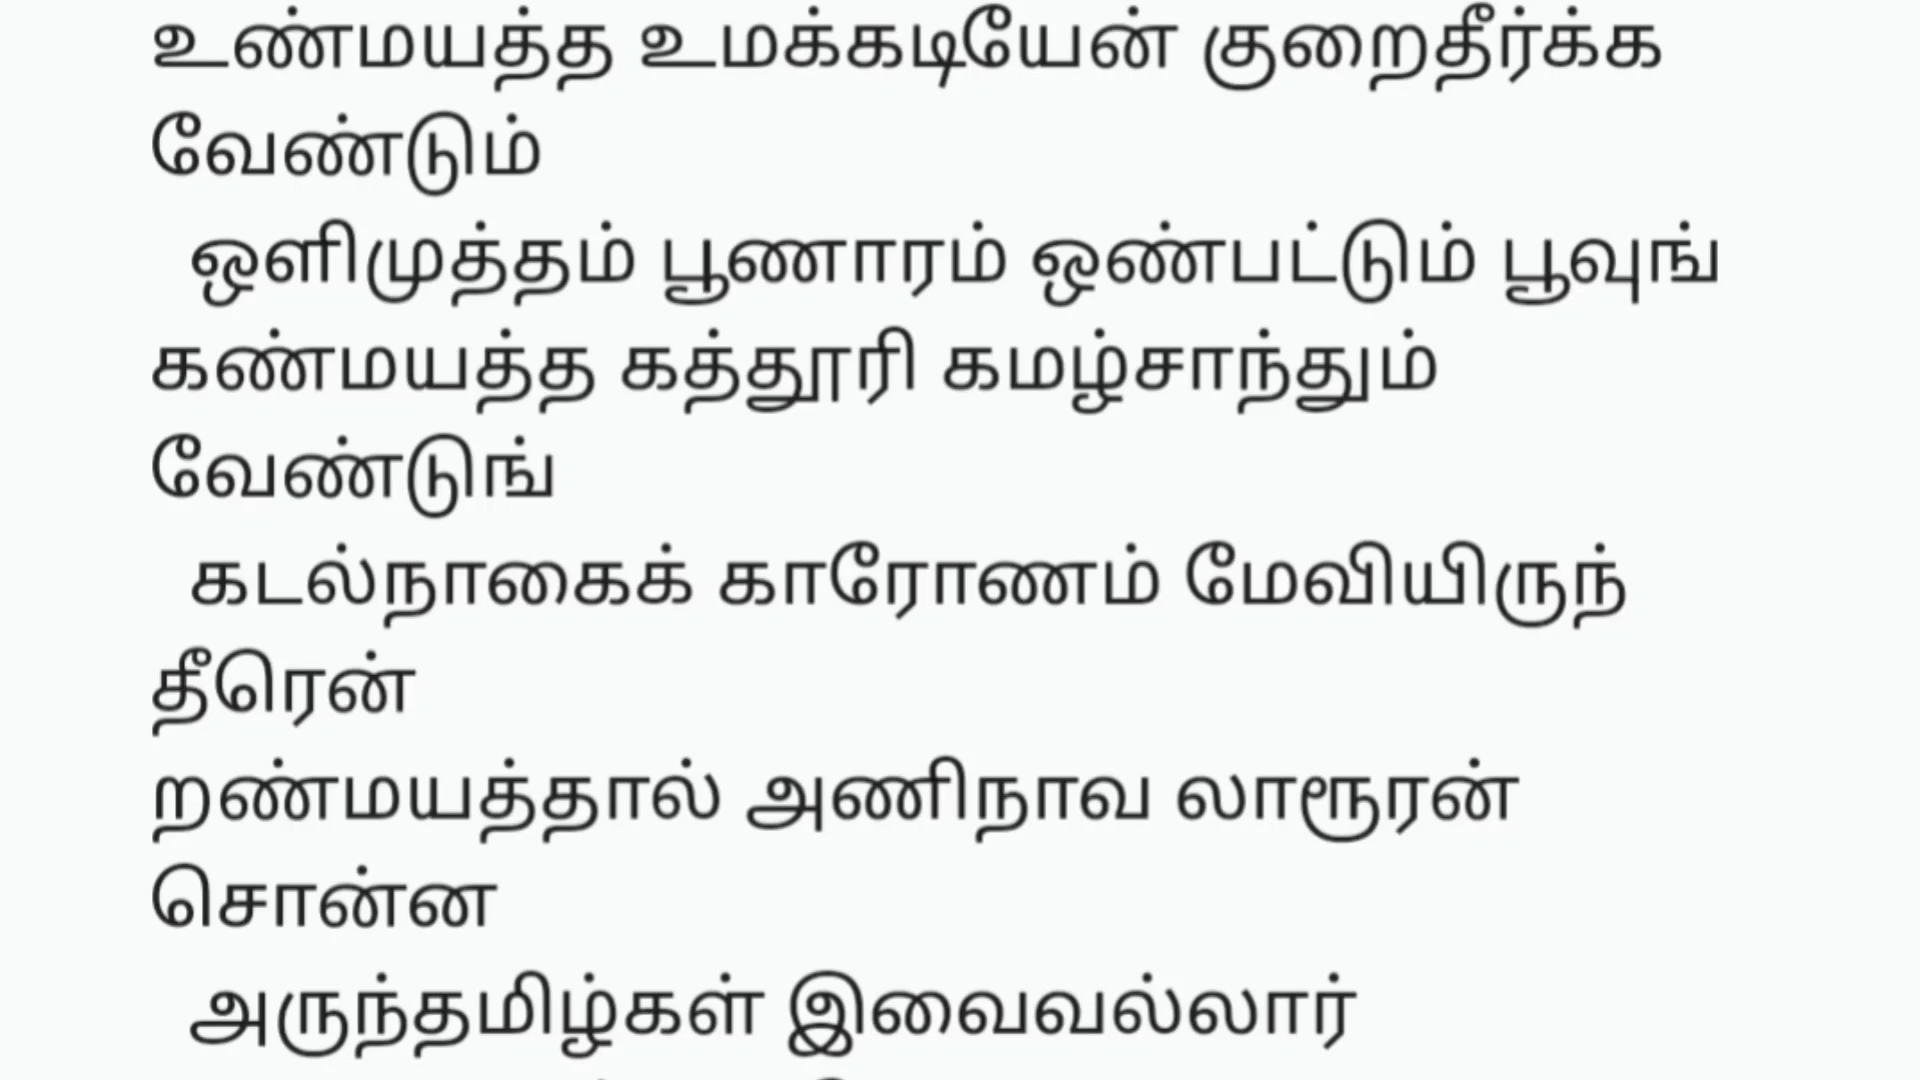 உண்மயத்த உமக்கடியேன் குறைதீர்க்க
வேண்டும்
ஒளிமுத்தம் பூணாரம் ஒண்பட்டும் பூவுங்
கண்மயத்த கத்தூரி கமழ்சாந்தும்
வேண்டுங்
கடல்நாகைக் காரோணம் மேவியிருந்
தீரென்
றண்மயத்தால் அணிநாவ லாரூரன்
சொன்ன
அருந்தமிழ்கள் இவைவல்லார்